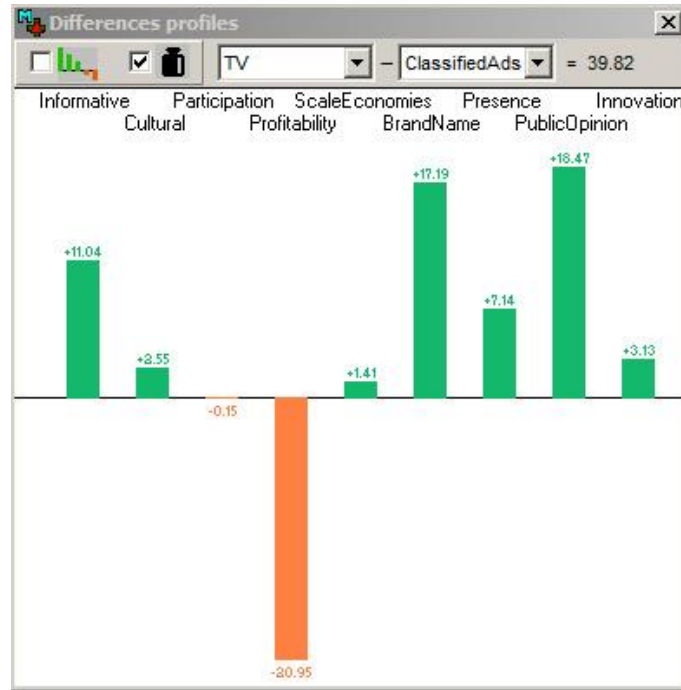 Differences profiles
TV – ClassifiedAds = 39.82
Informative Participation ScaleEconomies Presence Innovation
Cultural Profitability BrandName PublicOpinion
+18.47
+17.19
+11.04
+7.14
+2.55
+1.41
+3.13
-0.15
-20.95